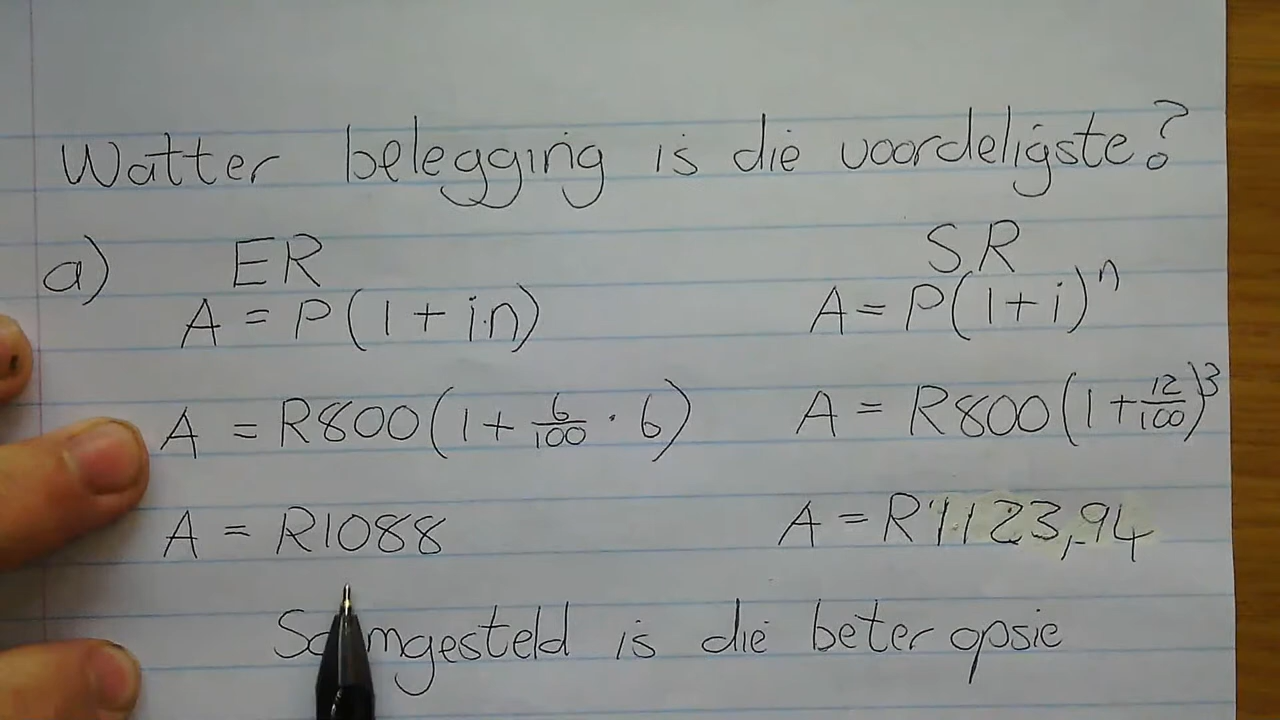 Watter belegging is die voordeligste?
a) ER SR
A = P(1 + i·n) A = P(1 + i)^n
A = R800(1 + 6/100 · 6) A = R800(1 + 12/100)^3
A = R1088 A = R1123,94
Saamgesteld is die beter opsie